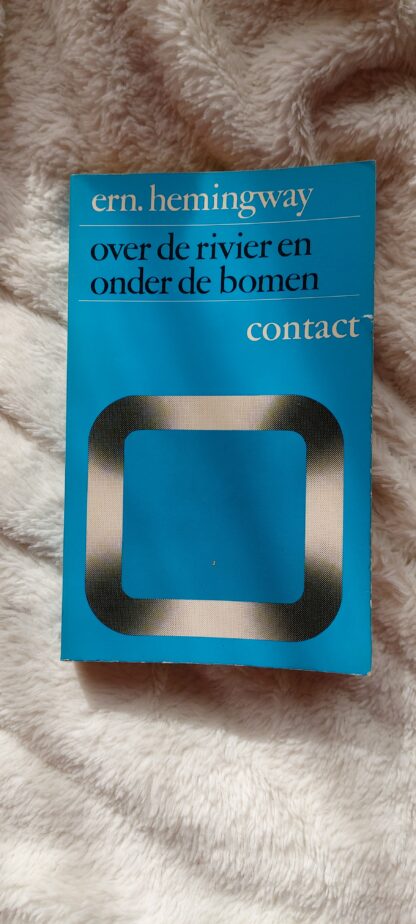 ern. hemingway
over de rivier en
onder de bomen
contact